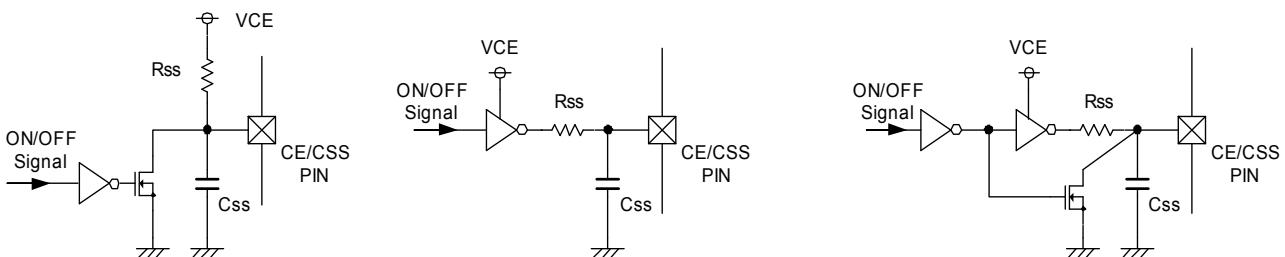 VCE
Rss
ON/OFF
Signal
CE/CSS
PIN
Css
VCE
ON/OFF
Signal
Rss
CE/CSS
PIN
Css
VCE
ON/OFF
Signal
Rss
CE/CSS
PIN
Css